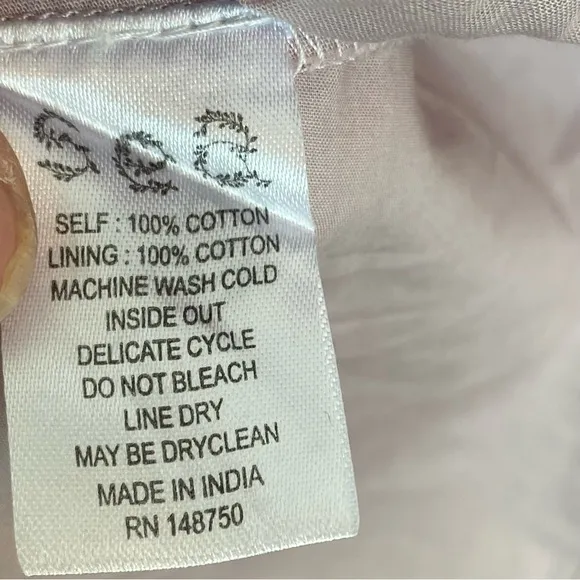 SELF : 100% COTTON
LINING : 100% COTTON
MACHINE WASH COLD
INSIDE OUT
DELICATE CYCLE
DO NOT BLEACH
LINE DRY
MAY BE DRYCLEAN
MADE IN INDIA
RN 148750